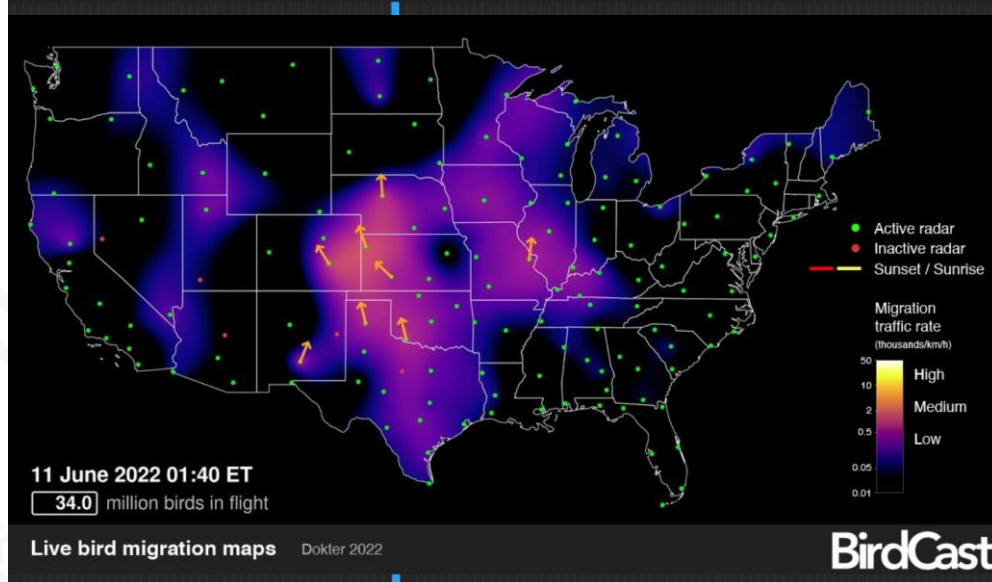 Active radar
Inactive radar
Sunset / Sunrise
Migration
traffic rate
(thousands/km/h)
50
High
10
Medium
2
0.5
Low
0.05
0.01
11 June 2022 01:40 ET
34.0 million birds in flight
Live bird migration maps Dokter 2022
BirdCast